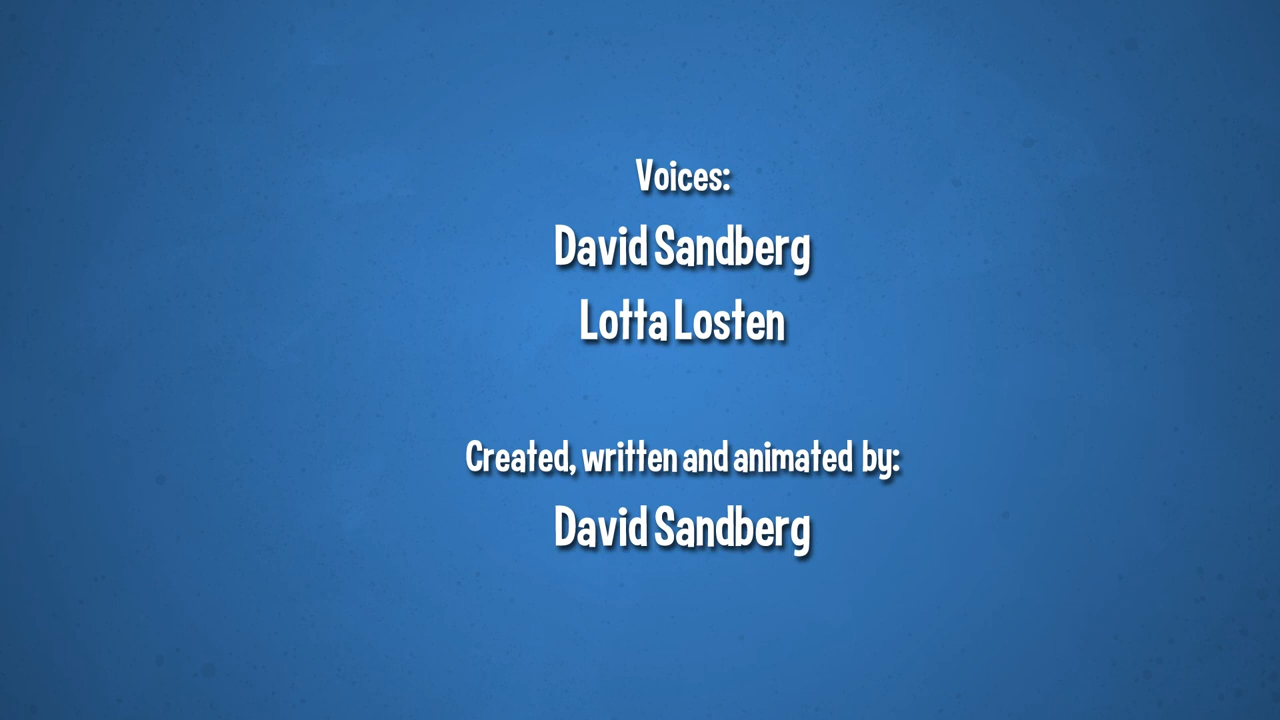 Voices:
David Sandberg
Lotta Losten
Created, written and animated by:
David Sandberg